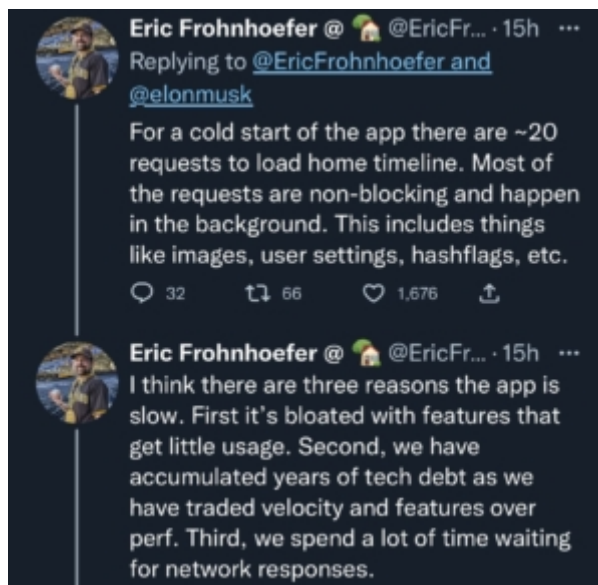 Eric Frohnhoefer @ 🏡 @EricFr... · 15h ···
Replying to @EricFrohnhoefer and
@elonmusk
For a cold start of the app there are ~20
requests to load home timeline. Most of
the requests are non-blocking and happen
in the background. This includes things
like images, user settings, hashflags, etc.
32 66 1,676
Eric Frohnhoefer @ 🏡 @EricFr... · 15h ···
I think there are three reasons the app is
slow. First it's bloated with features that
get little usage. Second, we have
accumulated years of tech debt as we
have traded velocity and features over
perf. Third, we spend a lot of time waiting
for network responses.